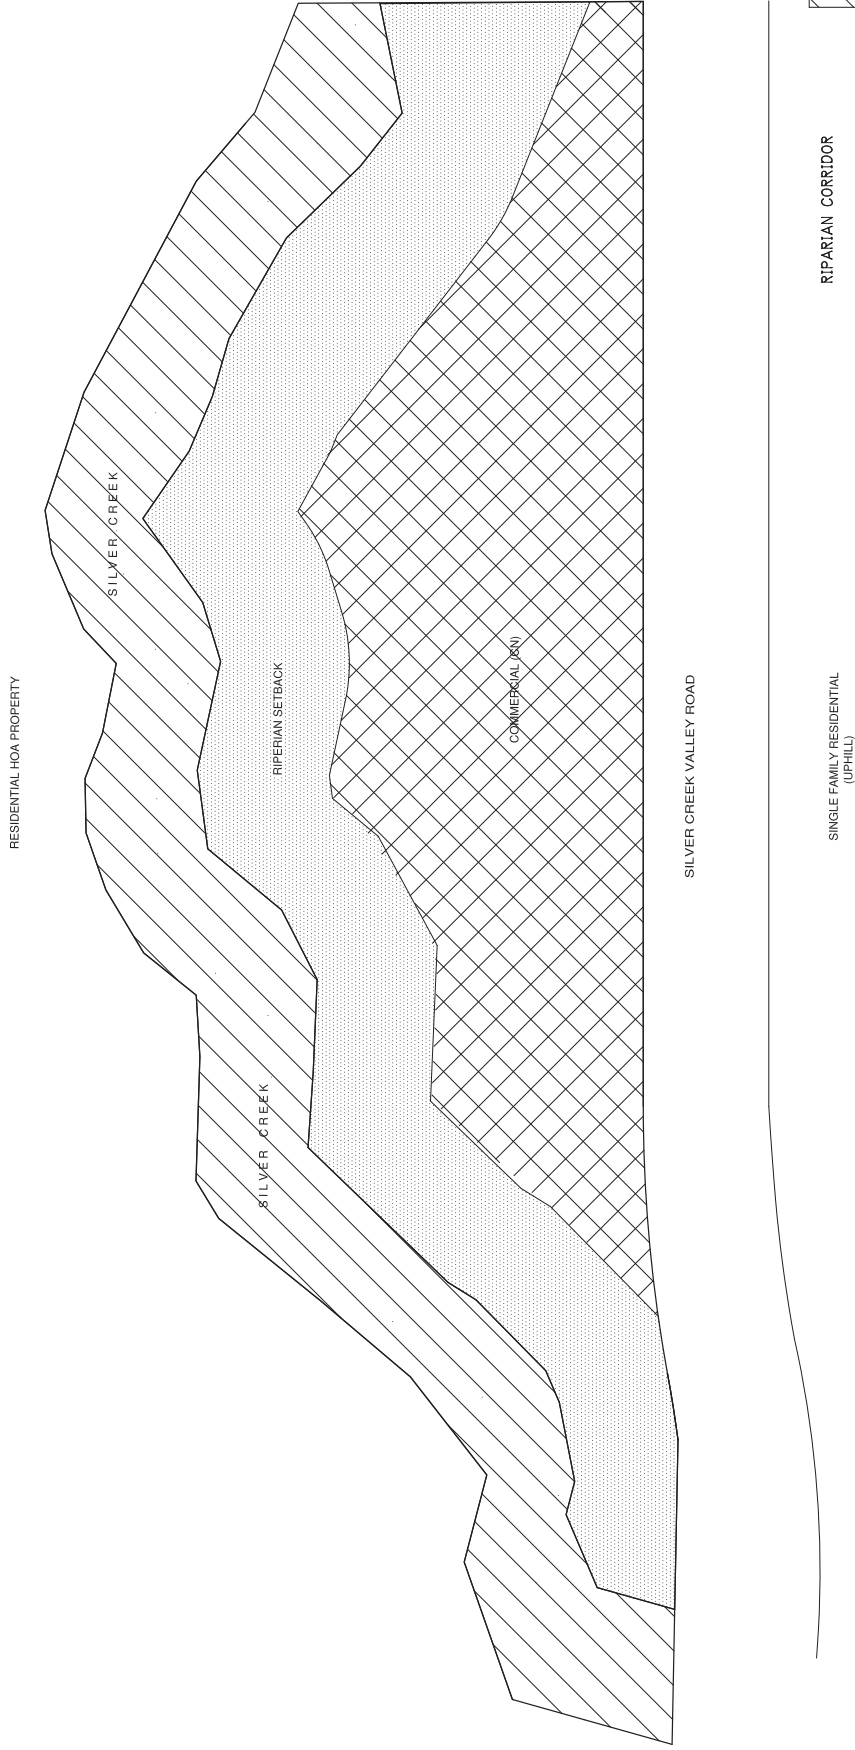 RESIDENTIAL HOA PROPERTY
SILVER CREEK
SILVER CREEK
RIPERIAN SETBACK
COMMERCIAL (CN)
SILVER CREEK VALLEY ROAD
RIPARIAN CORRIDOR
SINGLE FAMILY RESIDENTIAL
(UPHILL)